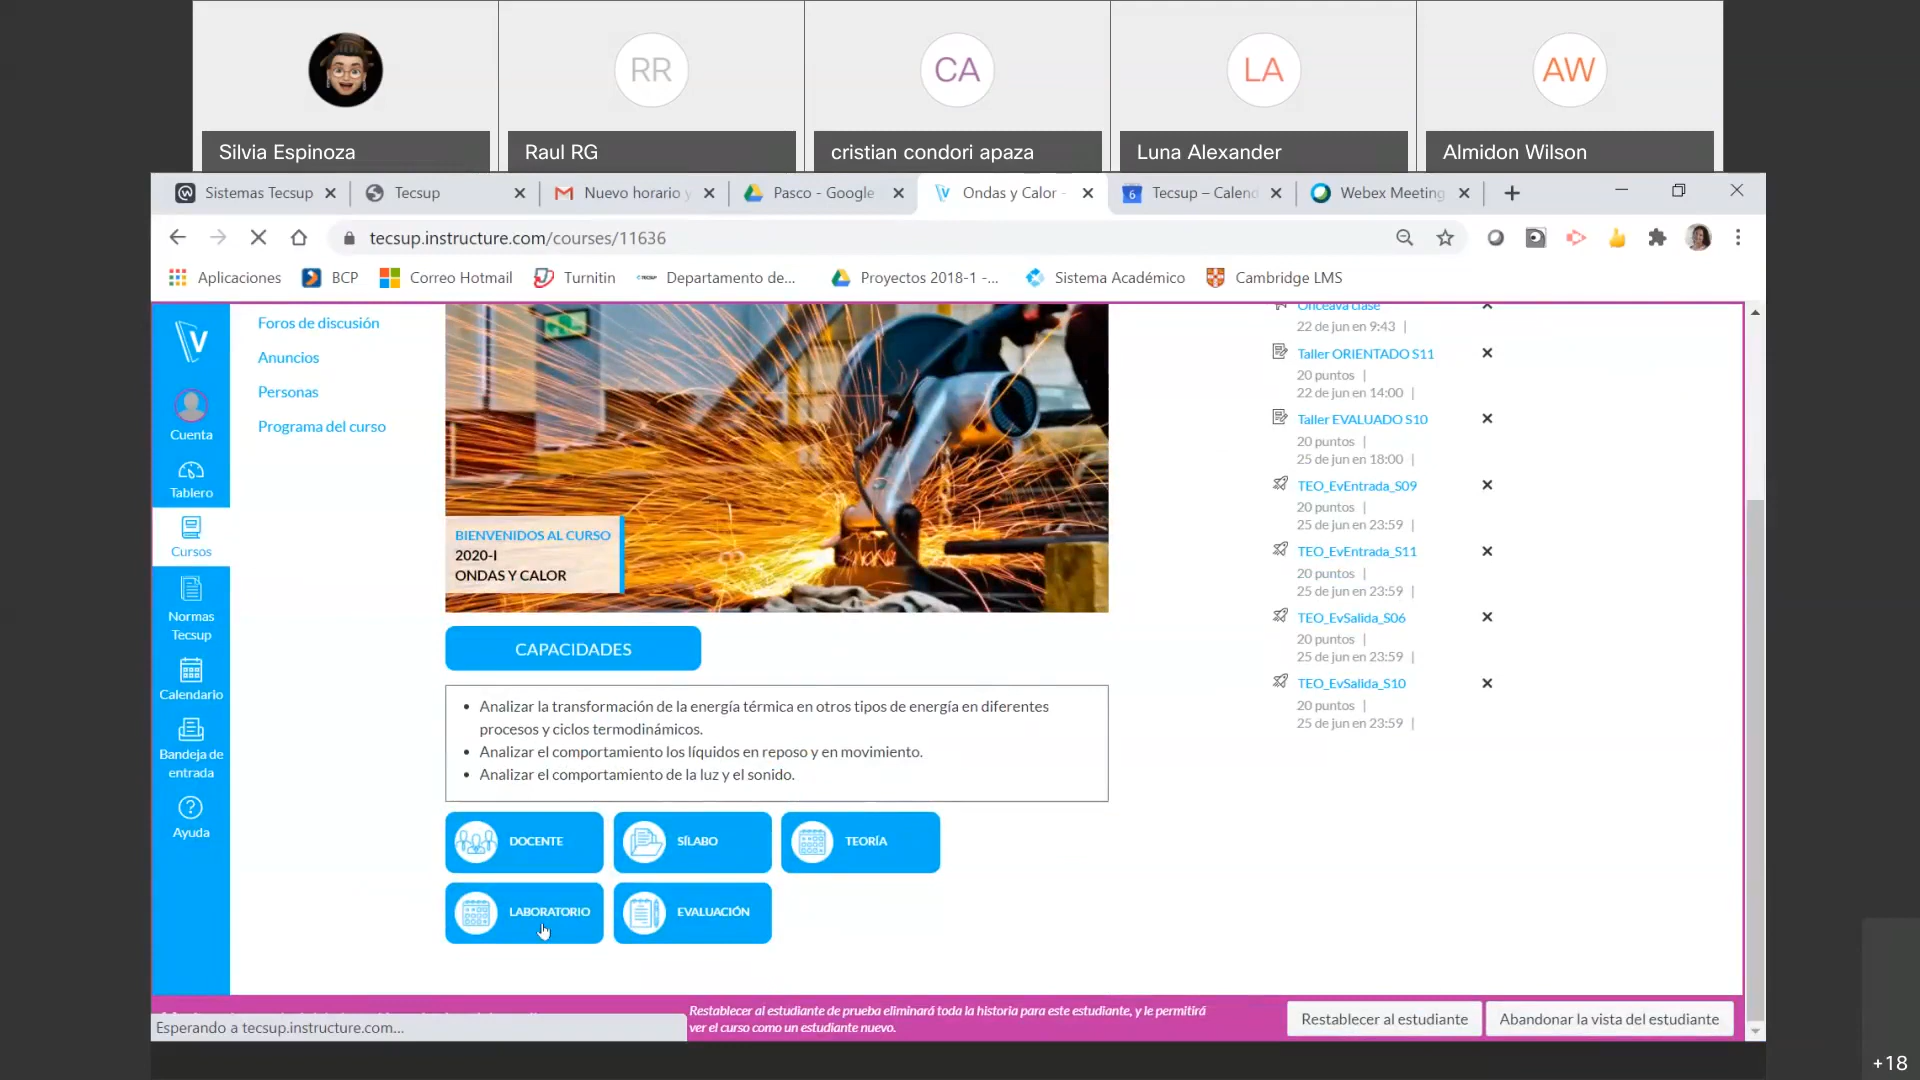 RR
CA
LA
AW
Silvia Espinoza
Raul RG
cristian condori apaza
Luna Alexander
Almidon Wilson
Sistemas Tecsup
Tecsup
Nuevo horario y
Pasco - Google
Ondas y Calor -
6
Tecsup – Calend
Webex Meeting
tecsup.instructure.com/courses/11636
Aplicaciones
BCP
Correo Hotmail
Turnitin
Departamento de...
Proyectos 2018-1 -...
Sistema Académico
Cambridge LMS
V
Cuenta
Tablero
Cursos
Normas
Tecsup
Calendario
Bandeja de
entrada
Ayuda
Foros de discusión
Anuncios
Personas
Programa del curso
BIENVENIDOS AL CURSO
2020-I
ONDAS Y CALOR
CAPACIDADES
• Analizar la transformación de la energía térmica en otros tipos de energía en diferentes
procesos y ciclos termodinámicos.
• Analizar el comportamiento los líquidos en reposo y en movimiento.
• Analizar el comportamiento de la luz y el sonido.
DOCENTE
SÍLABO
TEORÍA
LABORATORIO
EVALUACIÓN
Onceava clase
22 de jun en 9:43 |
Taller ORIENTADO S11
20 puntos |
22 de jun en 14:00 |
Taller EVALUADO S10
20 puntos |
25 de jun en 18:00 |
TEO_EvEntrada_S09
20 puntos |
25 de jun en 23:59 |
TEO_EvEntrada_S11
20 puntos |
25 de jun en 23:59 |
TEO_EvSalida_S06
20 puntos |
25 de jun en 23:59 |
TEO_EvSalida_S10
20 puntos |
25 de jun en 23:59 |
Esperando a tecsup.instructure.com...
Restablecer al estudiante de prueba eliminará toda la historia para este estudiante, y le permitirá
ver el curso como un estudiante nuevo.
Restablecer al estudiante
Abandonar la vista del estudiante
+18